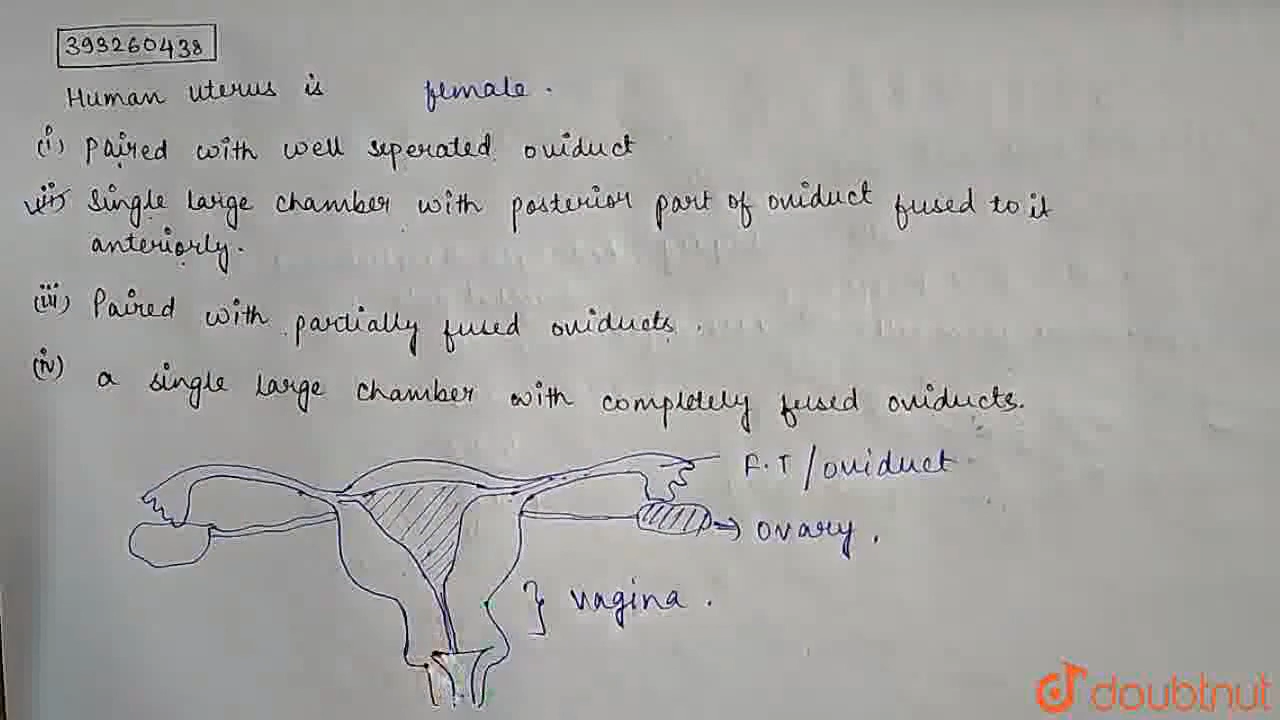 393260438
Human uterus is female.
(i) Paired with well seperated oviduct
(ii) Single large chamber with posterior part of oviduct fused to it
anteriorly.
(iii) Paired with partially fused oviducts.
(iv) a single large chamber with completely fused oviducts.
F.T/oviduct
ovary.
} vagina.
doubtnut